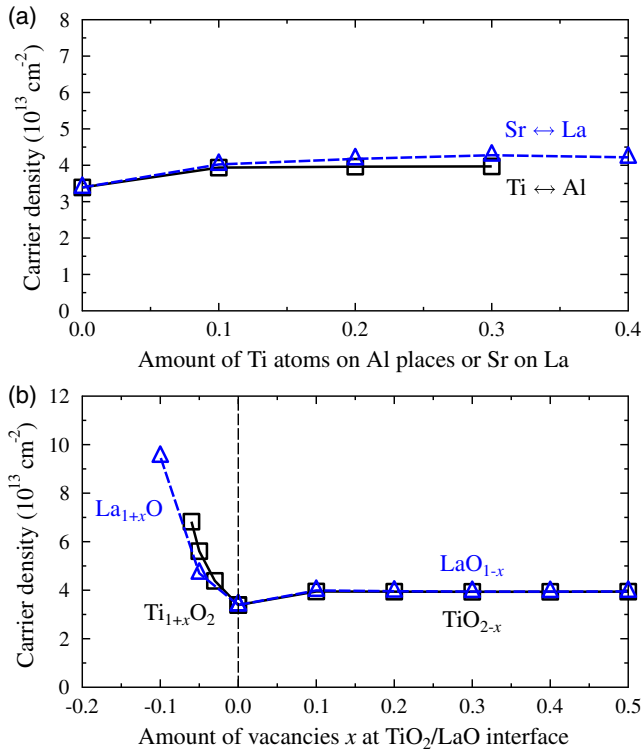 (a)
8
7
6
5
4
3
2
1
0
Carrier density (10¹³ cm⁻²)
Sr ↔ La
Ti ↔ Al
0.0 0.1 0.2 0.3 0.4
Amount of Ti atoms on Al places or Sr on La
(b)
12
10
8
6
4
2
0
Carrier density (10¹³ cm⁻²)
La₁₊ₓO
Ti₁₊ₓO₂
LaO₁₋ₓ
TiO₂₋ₓ
-0.2 -0.1 0.0 0.1 0.2 0.3 0.4 0.5
Amount of vacancies x at TiO₂/LaO interface